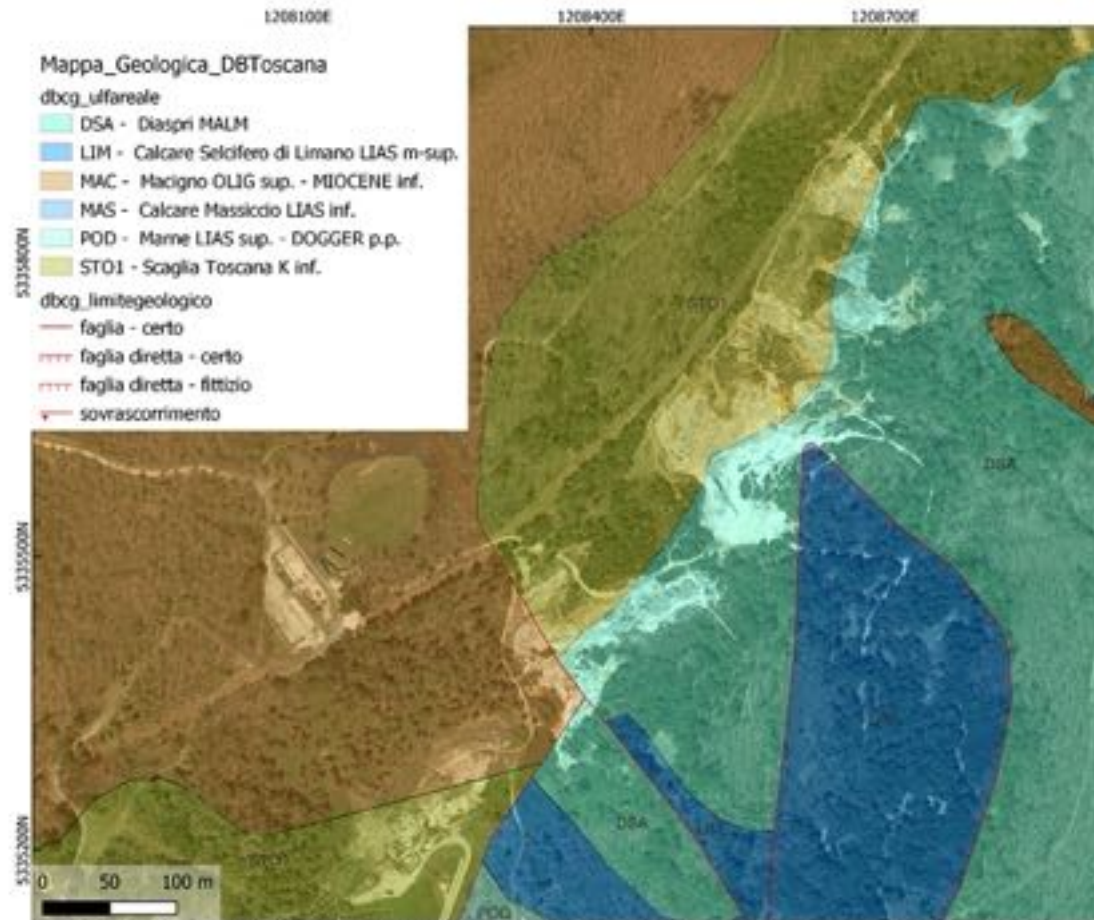 1208100E 1208400E 1208700E
Mappa_Geologica_DBToscana
dbcg_ulfareale
DSA - Diaspri MALM
LIM - Calcare Selcifero di Limano LIAS m-sup.
MAC - Macigno OLIG sup. - MIOCENE inf.
MAS - Calcare Massiccio LIAS inf.
POD - Marne LIAS sup. - DOGGER p.p.
STO1 - Scaglia Toscana K inf.
dbcg_limitegeologico
faglia - certo
faglia diretta - certo
faglia diretta - fittizio
sovrascorrimento
5335800N
STO1
DSA
5335500N
5335200N
DSA
STO1
POD
0 50 100 m